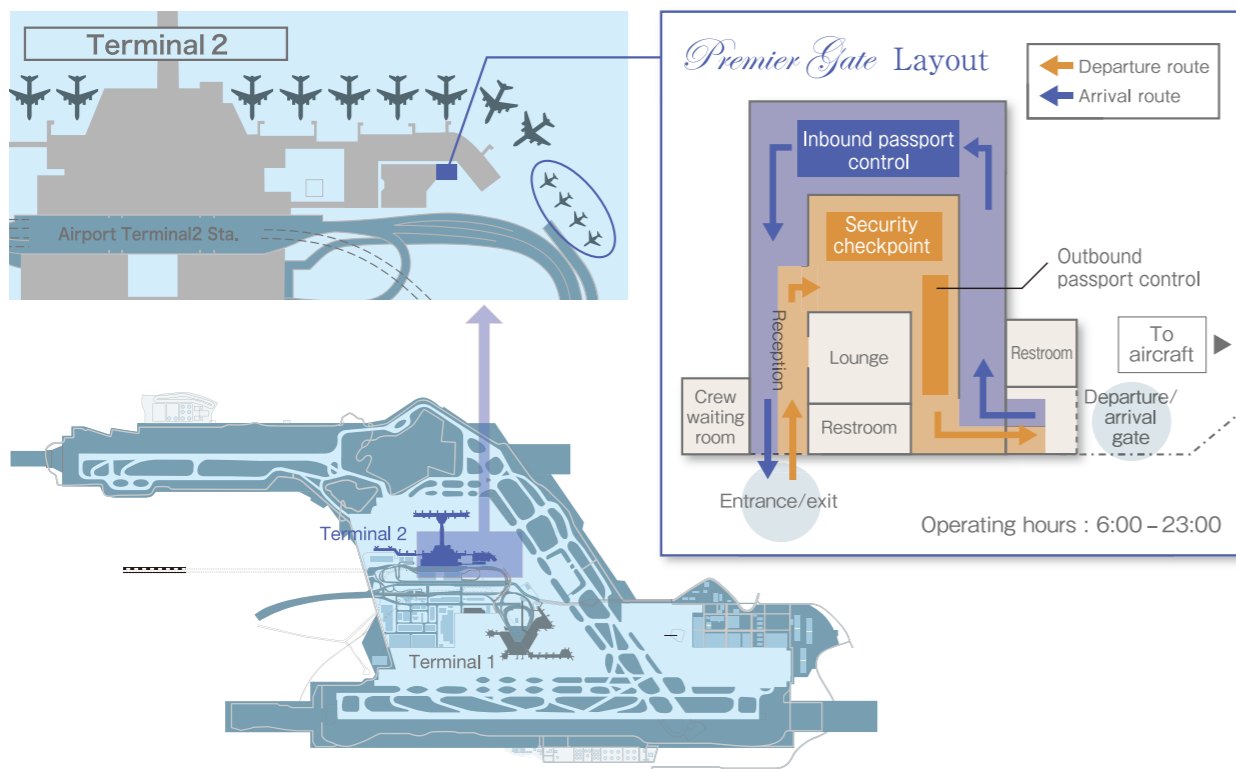 Terminal 2
Airport Terminal2 Sta.
Premier Gate Layout
Departure route
Arrival route
Inbound passport
control
Security
checkpoint
Outbound
passport control
Reception
Lounge
Restroom
To
aircraft
Crew
waiting
room
Restroom
Departure/
arrival
gate
Entrance/exit
Operating hours : 6:00 – 23:00
Terminal 2
Terminal 1